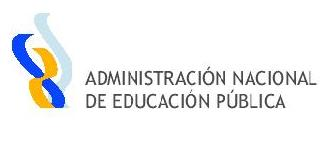 ADMINISTRACIÓN NACIONAL
DE EDUCACIÓN PÚBLICA